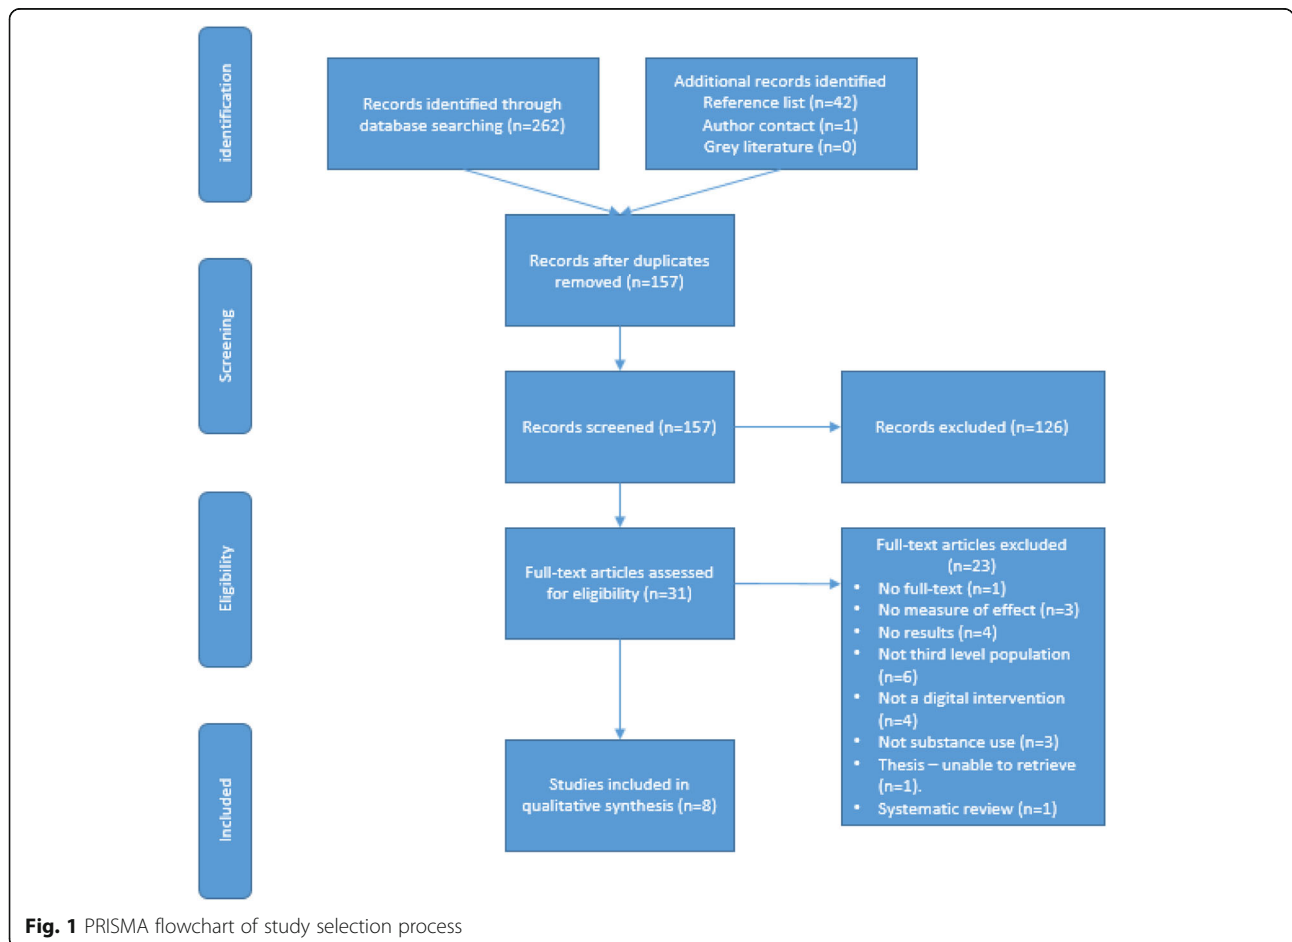 identification
Records identified through
database searching (n=262)
Additional records identified
Reference list (n=42)
Author contact (n=1)
Grey literature (n=0)
Records after duplicates
removed (n=157)
Screening
Records screened (n=157)
Records excluded (n=126)
Eligibility
Full-text articles assessed
for eligibility (n=31)
Full-text articles excluded
(n=23)
• No full-text (n=1)
• No measure of effect (n=3)
• No results (n=4)
• Not third level population
(n=6)
• Not a digital intervention
(n=4)
• Not substance use (n=3)
• Thesis – unable to retrieve
(n=1).
• Systematic review (n=1)
Included
Studies included in
qualitative synthesis (n=8)
Fig. 1 PRISMA flowchart of study selection process